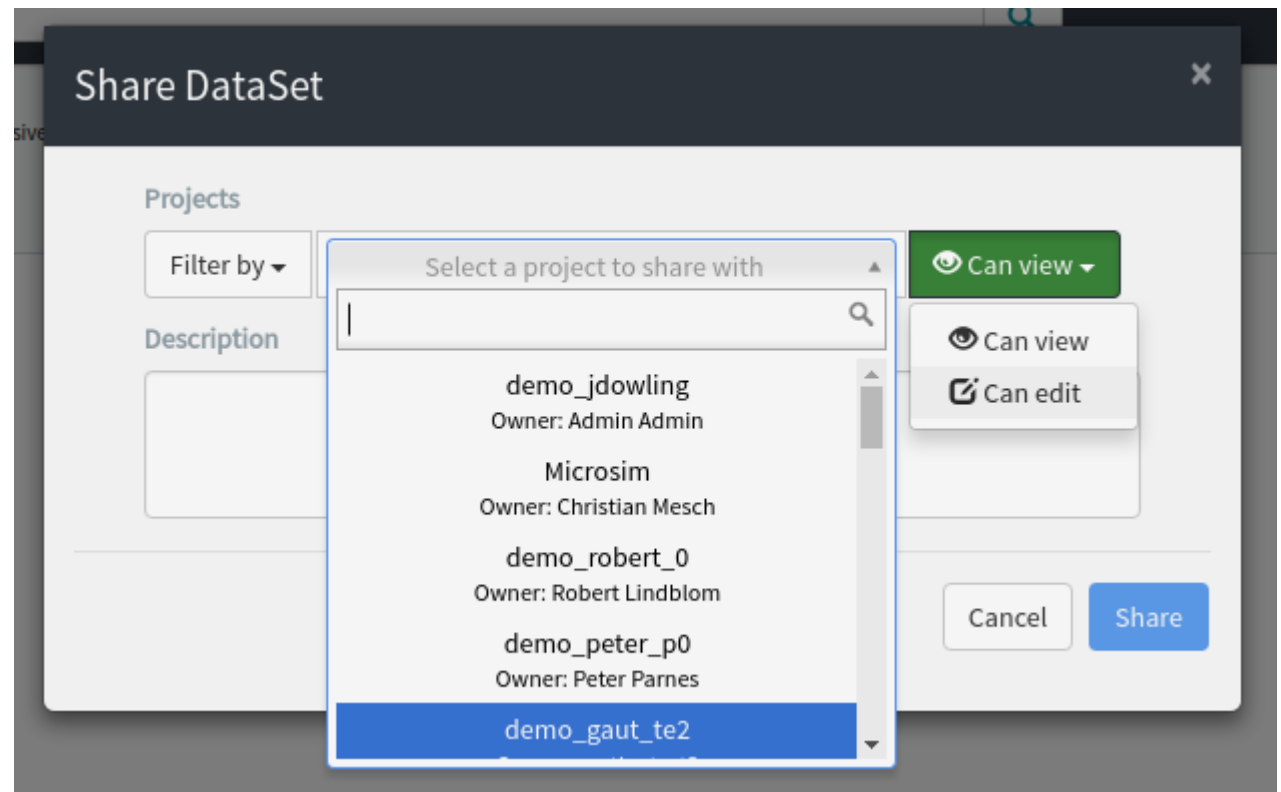 Share DataSet
×
sive
Projects
Filter by
Select a project to share with
Can view
Can view
Can edit
Description
demo_jdowling
Owner: Admin Admin
Microsim
Owner: Christian Mesch
demo_robert_0
Owner: Robert Lindblom
demo_peter_p0
Owner: Peter Parnes
demo_gaut_te2
Cancel
Share